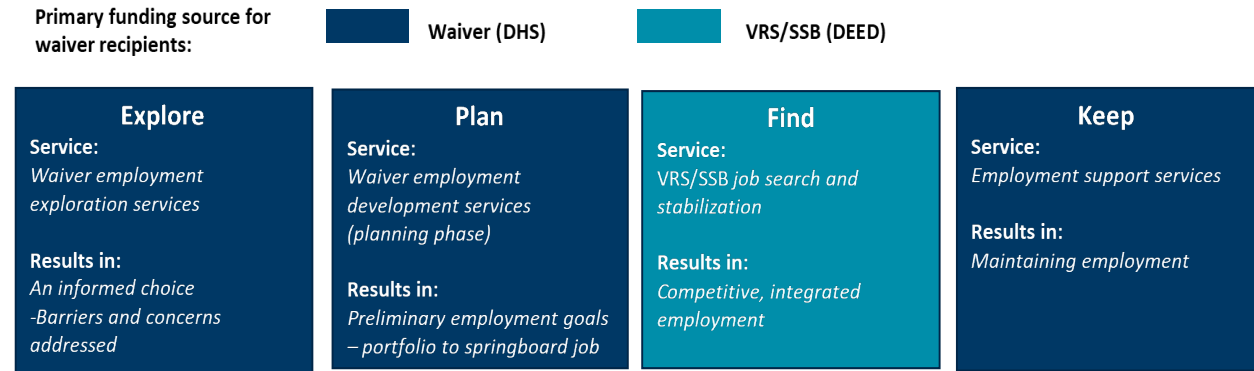 Primary funding source for
waiver recipients:
Waiver (DHS)
VRS/SSB (DEED)
Explore
Service:
Waiver employment
exploration services
Results in:
An informed choice
-Barriers and concerns
addressed
Plan
Service:
Waiver employment
development services
(planning phase)
Results in:
Preliminary employment goals
– portfolio to springboard job
Find
Service:
VRS/SSB job search and
stabilization
Results in:
Competitive, integrated
employment
Keep
Service:
Employment support services
Results in:
Maintaining employment